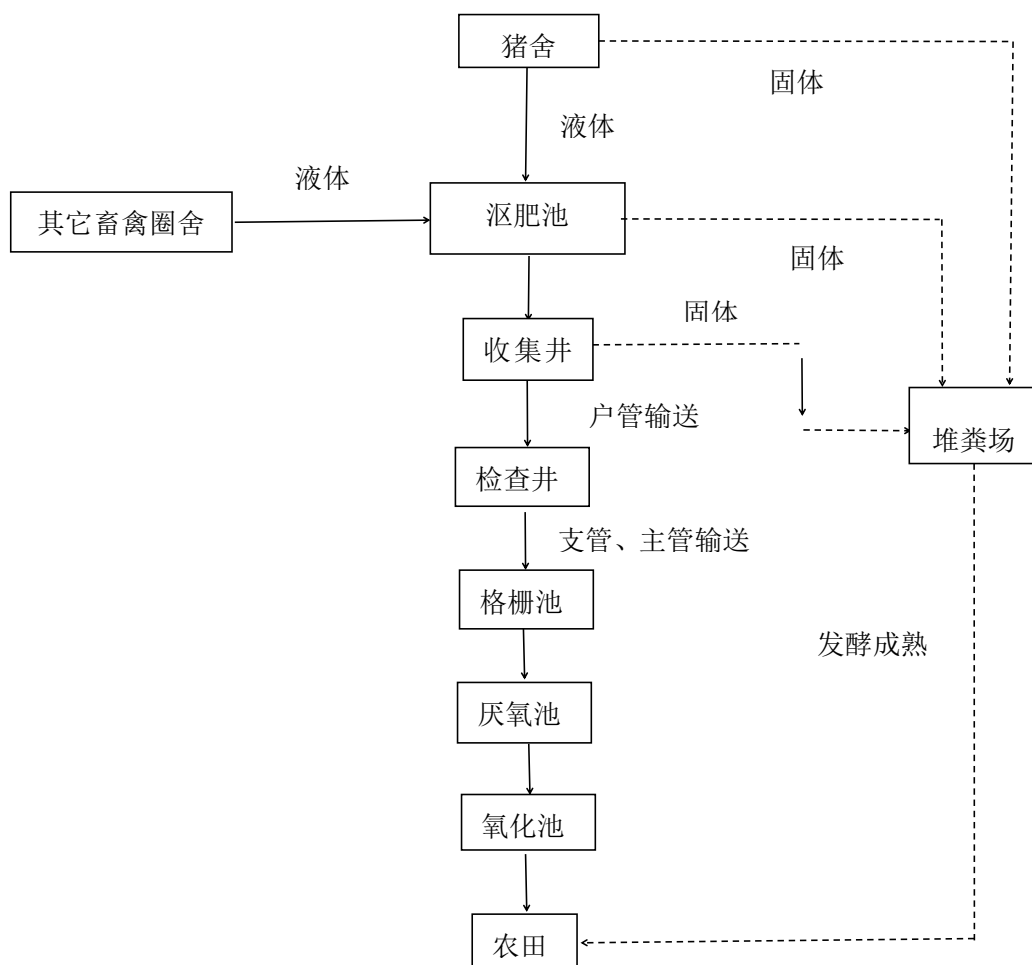 猪舍
固体
液体
液体
其它畜禽圈舍
沤肥池
固体
固体
收集井
户管输送
堆粪场
检查井
支管、主管输送
格栅池
发酵成熟
厌氧池
氧化池
农田